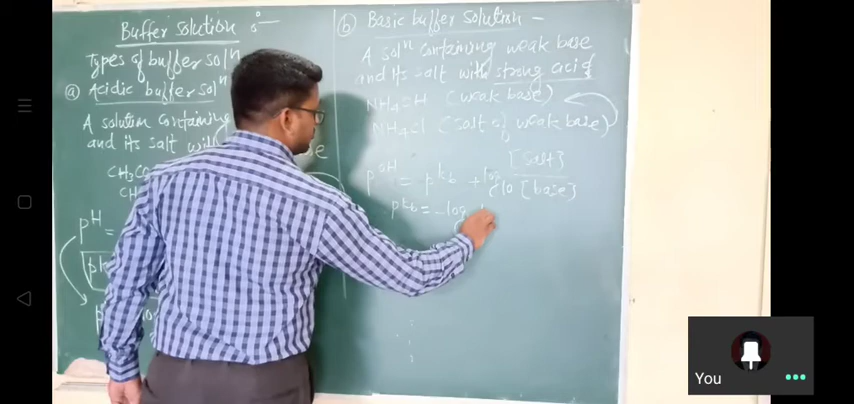 Buffer solution :-
Types of buffer solⁿ
ⓐ Acidic buffer solⁿ
A solution containing
and its salt with
CH₃CO
CH
pH =
ⓑ Basic buffer solution -
A solⁿ containing weak base
and its salt with strong acid
NH₄OH (weak base)
NH₄Cl (salt of weak base)
pOH = pKb + log₁₀ [salt]
[base]
pKb = -log
You